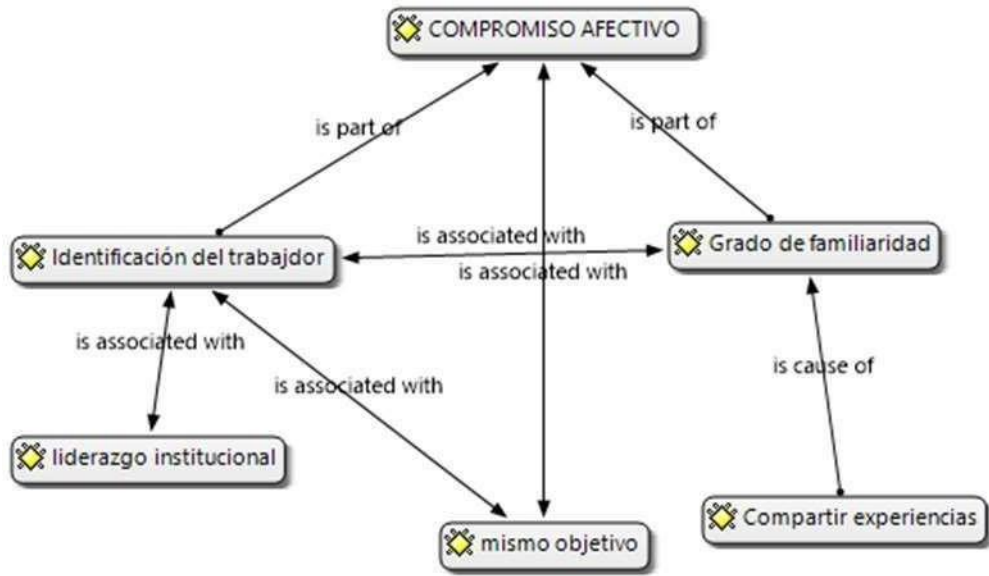 COMPROMISO AFECTIVO
is part of
is part of
is associated with
Identificación del trabajdor
Grado de familiaridad
is associated with
is associated with
is cause of
is associated with
liderazgo institucional
Compartir experiencias
mismo objetivo